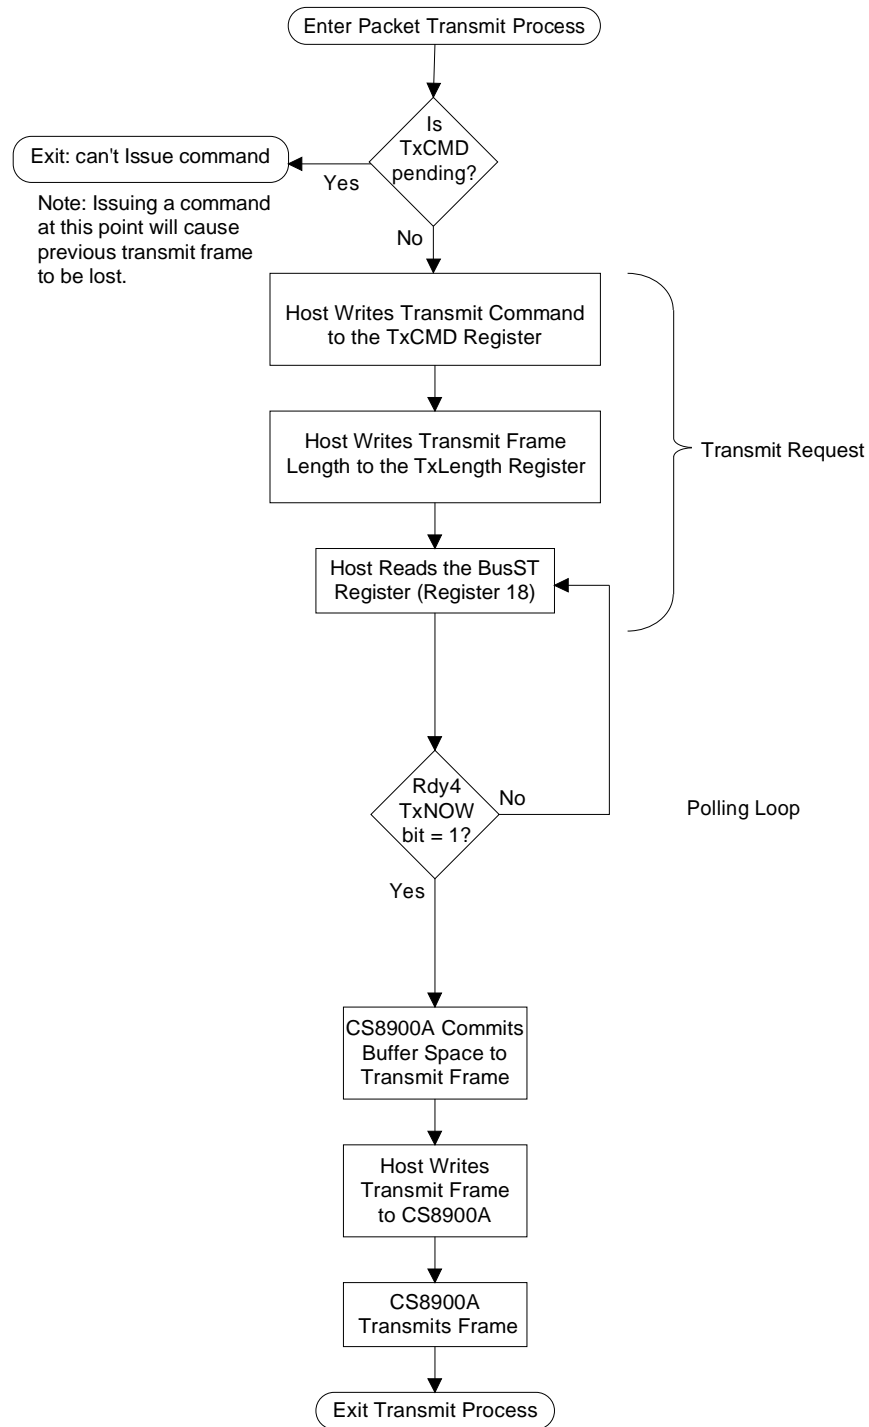 Enter Packet Transmit Process
Is
TxCMD
pending?
Yes
Exit: can't Issue command
Note: Issuing a command
at this point will cause
previous transmit frame
to be lost.
No
Host Writes Transmit Command
to the TxCMD Register
Host Writes Transmit Frame
Length to the TxLength Register
Transmit Request
Host Reads the BusST
Register (Register 18)
Rdy4
TxNOW
bit = 1?
No
Polling Loop
Yes
CS8900A Commits
Buffer Space to
Transmit Frame
Host Writes
Transmit Frame
to CS8900A
CS8900A
Transmits Frame
Exit Transmit Process